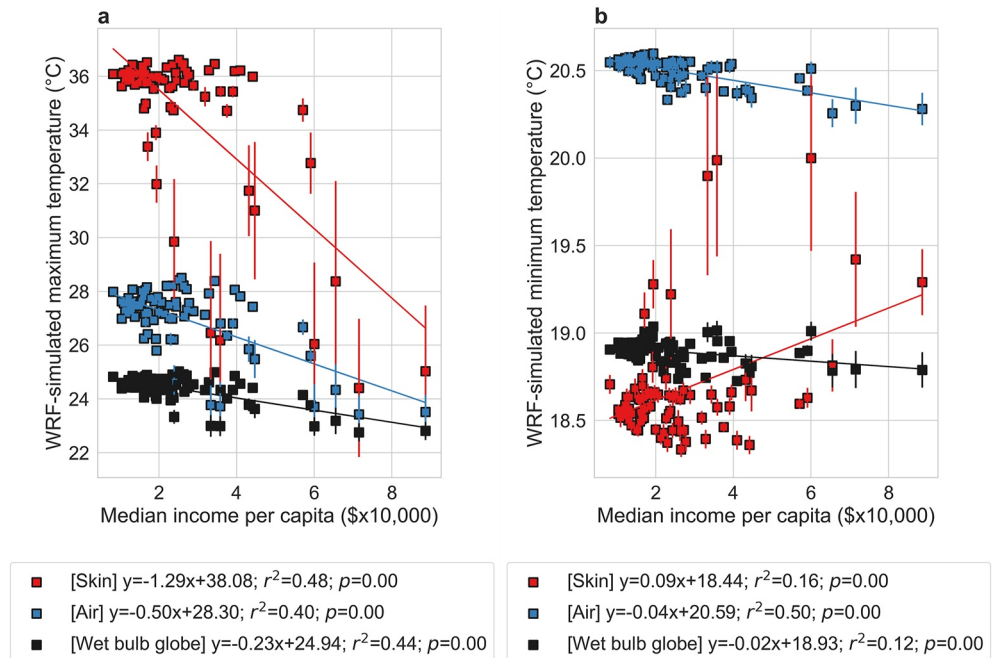 a
WRF-simulated maximum temperature (°C)
36
34
32
30
28
26
24
22
2 4 6 8
Median income per capita ($x10,000)
[Skin] y=-1.29x+38.08; r²=0.48; p=0.00
[Air] y=-0.50x+28.30; r²=0.40; p=0.00
[Wet bulb globe] y=-0.23x+24.94; r²=0.44; p=0.00
b
WRF-simulated minimum temperature (°C)
20.5
20.0
19.5
19.0
18.5
2 4 6 8
Median income per capita ($x10,000)
[Skin] y=0.09x+18.44; r²=0.16; p=0.00
[Air] y=-0.04x+20.59; r²=0.50; p=0.00
[Wet bulb globe] y=-0.02x+18.93; r²=0.12; p=0.00